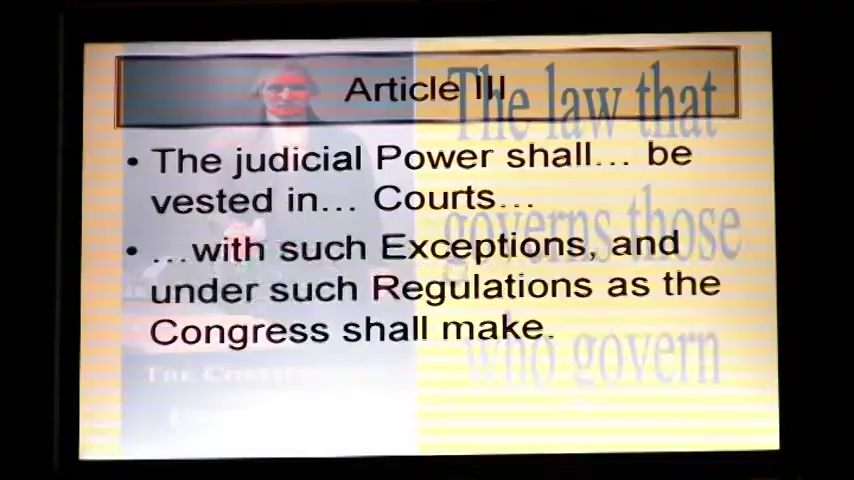 Article III
• The judicial Power shall... be
vested in... Courts...
• ...with such Exceptions, and
under such Regulations as the
Congress shall make.
The law that
governs those
who govern